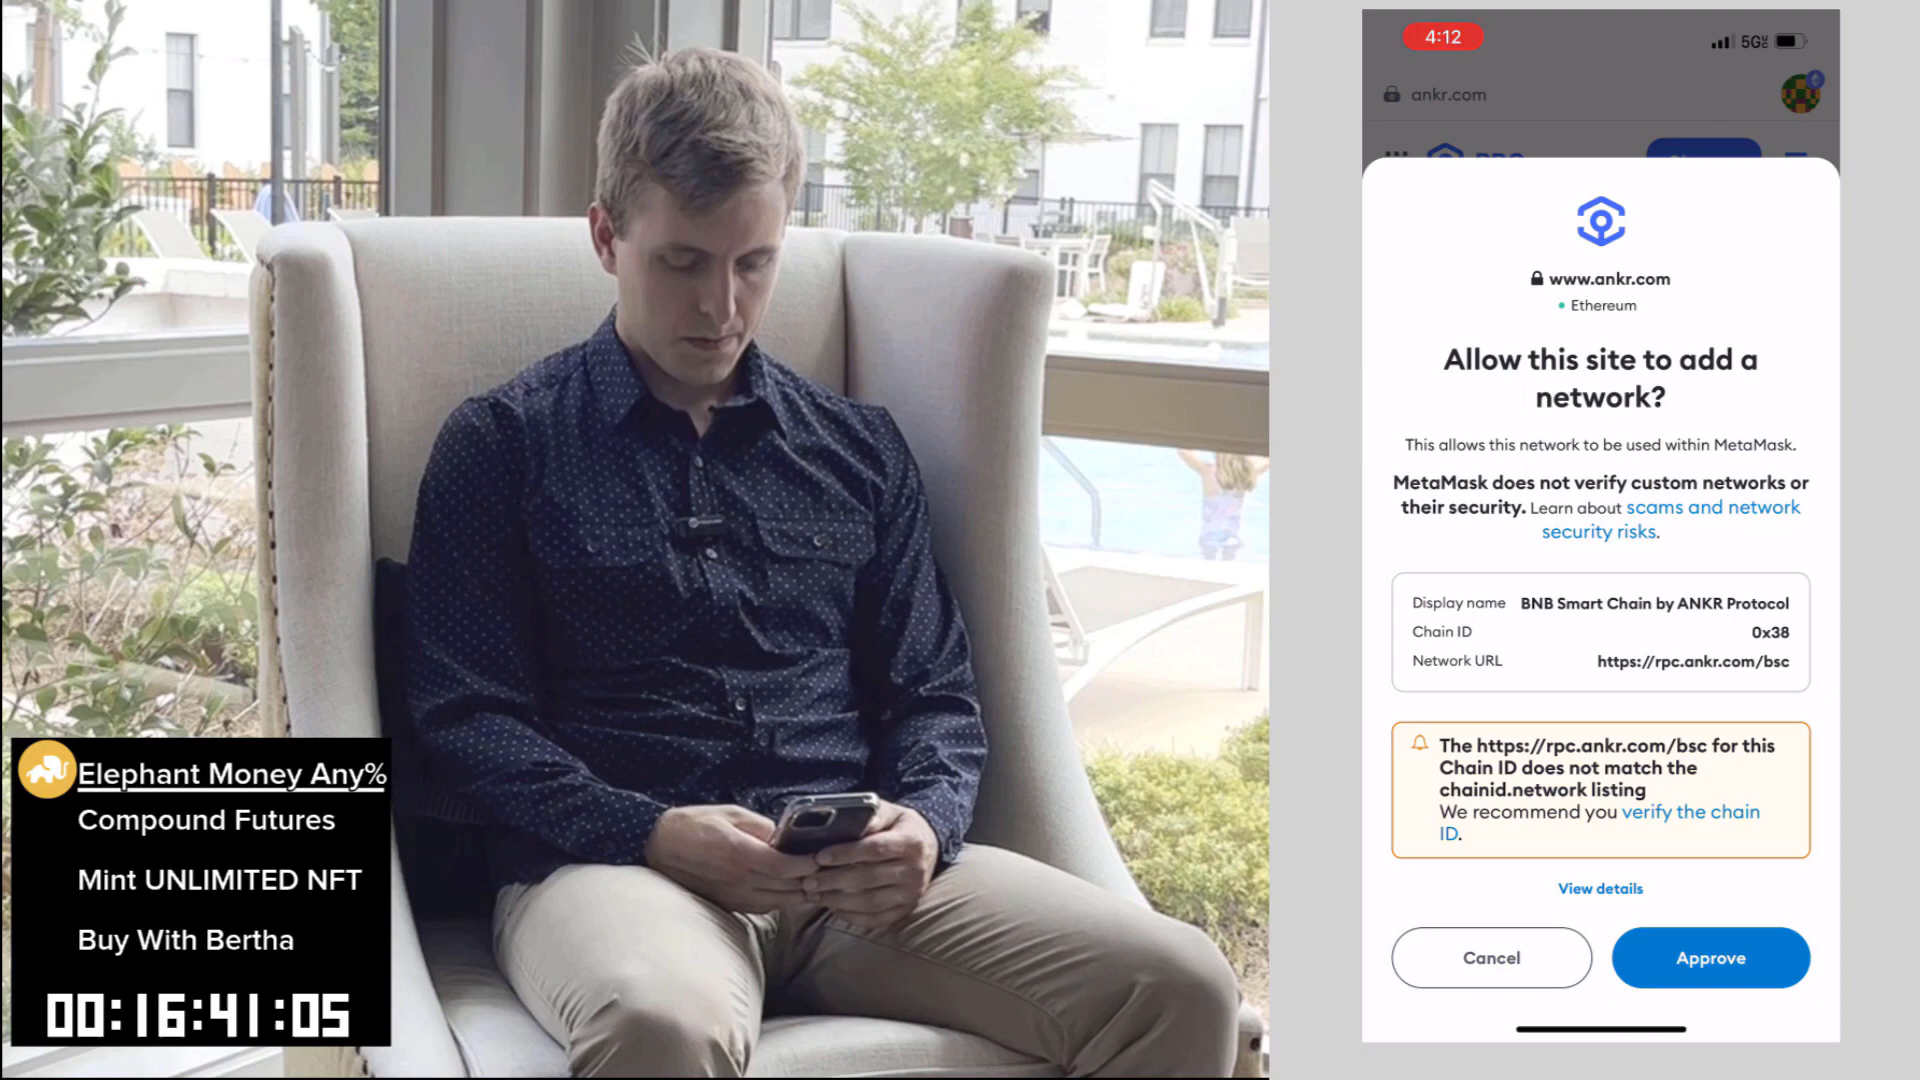 Elephant Money Any%
Compound Futures
Mint UNLIMITED NFT
Buy With Bertha
00:16:41:05
4:12
5G
ankr.com
www.ankr.com
Ethereum
Allow this site to add a
network?
This allows this network to be used within MetaMask.
MetaMask does not verify custom networks or
their security. Learn about scams and network
security risks.
Display name BNB Smart Chain by ANKR Protocol
Chain ID 0x38
Network URL https://rpc.ankr.com/bsc
The https://rpc.ankr.com/bsc for this
Chain ID does not match the
chainid.network listing
We recommend you verify the chain
ID.
View details
Cancel Approve